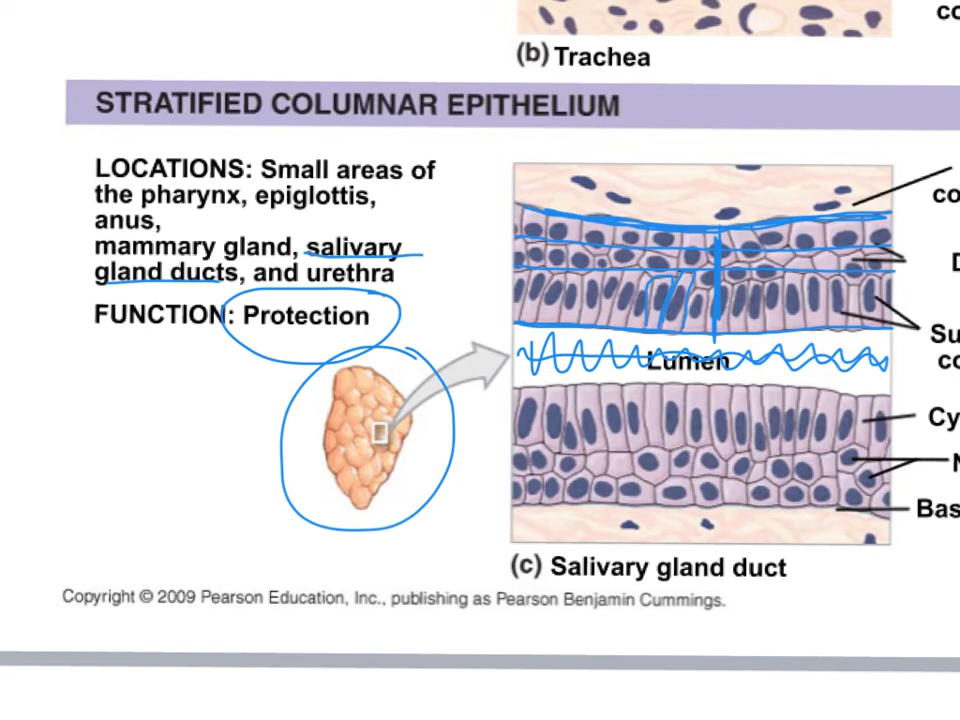 co
(b) Trachea
STRATIFIED COLUMNAR EPITHELIUM
LOCATIONS: Small areas of
the pharynx, epiglottis,
anus,
mammary gland, salivary
gland ducts, and urethra
FUNCTION: Protection
co
D
Su
co
Lumen
Cy
N
Bas
(c) Salivary gland duct
Copyright © 2009 Pearson Education, Inc., publishing as Pearson Benjamin Cummings.